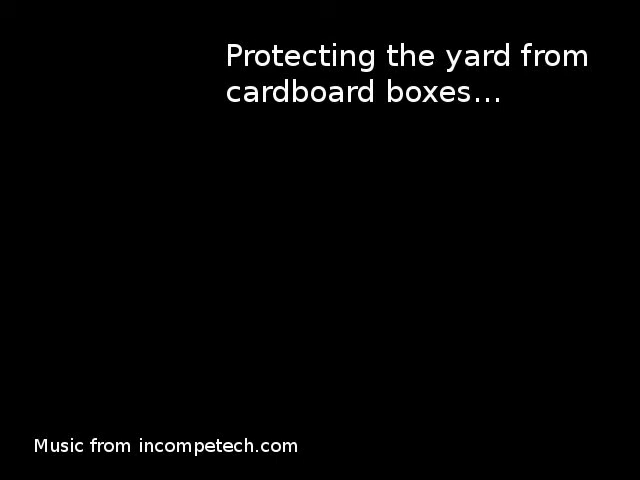 Protecting the yard from
cardboard boxes...
Music from incompetech.com